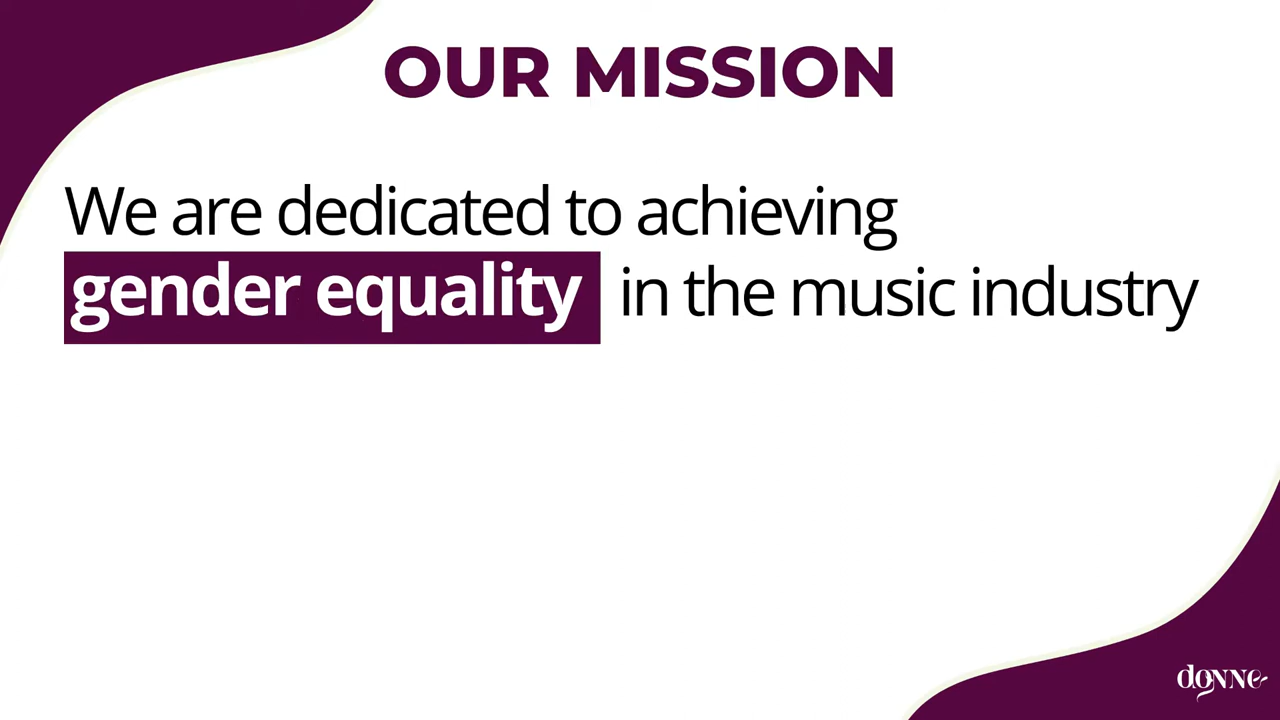 OUR MISSION
We are dedicated to achieving
gender equality in the music industry
donne